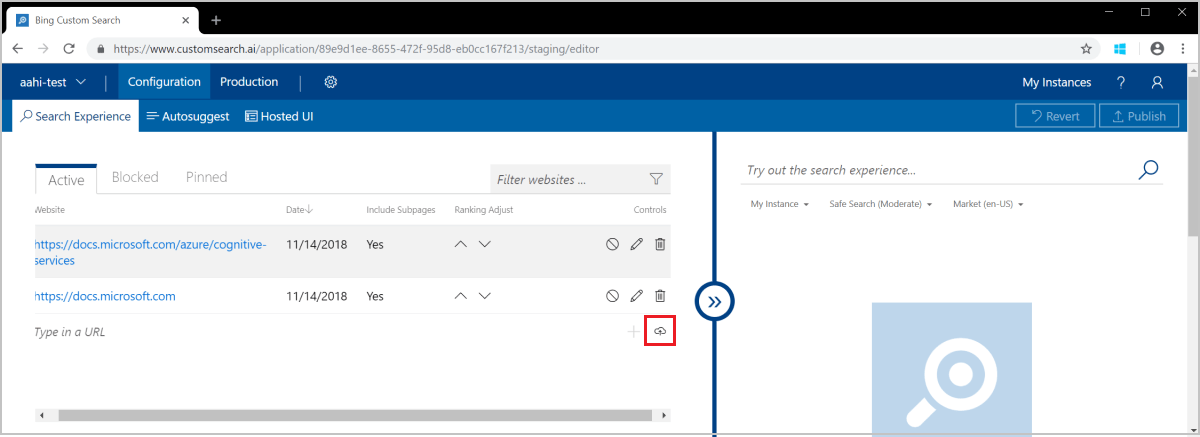 Bing Custom Search
https://www.customsearch.ai/application/89e9d1ee-8655-472f-95d8-eb0cc167f213/staging/editor
aahi-test Configuration Production My Instances ?
Search Experience Autosuggest Hosted UI Revert Publish
Active Blocked Pinned Filter websites ...
Try out the search experience...
My Instance Safe Search (Moderate) Market (en-US)
Website Date Include Subpages Ranking Adjust Controls
https://docs.microsoft.com/azure/cognitive-
services 11/14/2018 Yes
https://docs.microsoft.com 11/14/2018 Yes
Type in a URL